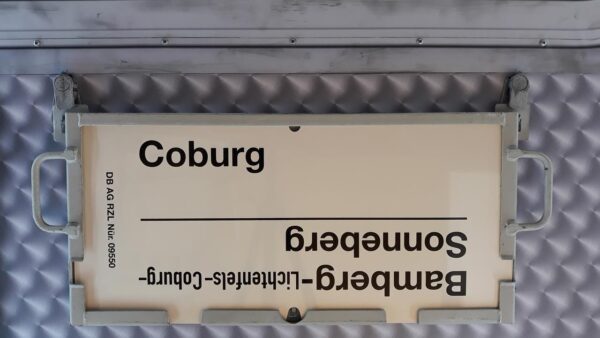 Coburg
Bamberg-Lichtenfels-Coburg-
Sonneberg
DB AG RZL Nür. 09550